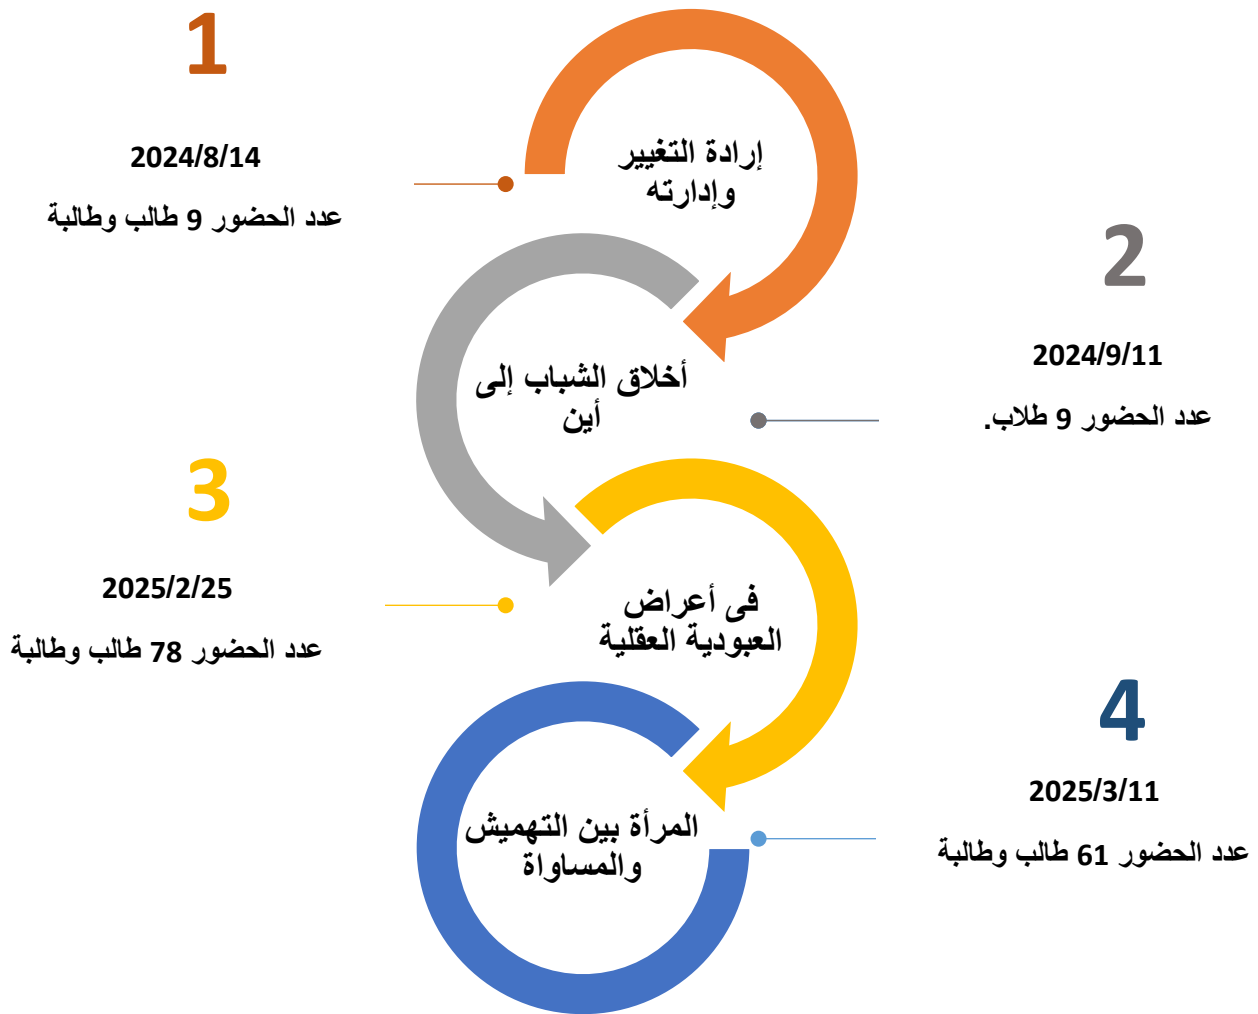 1
2024/8/14
عدد الحضور 9 طالب وطالبة
إرادة التغيير
وإدارته
2
2024/9/11
عدد الحضور 9 طلاب.
أخلاق الشباب إلى
أين
3
2025/2/25
عدد الحضور 78 طالب وطالبة
فى أعراض
العبودية العقلية
4
2025/3/11
عدد الحضور 61 طالب وطالبة
المرأة بين التهميش
والمساواة